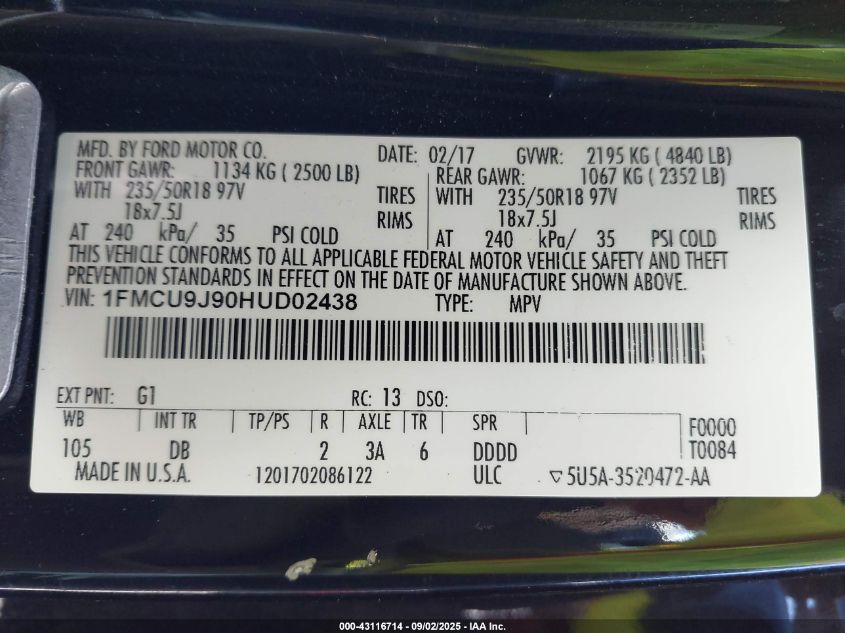 MFD. BY FORD MOTOR CO. DATE: 02/17 GVWR: 2195 KG ( 4840 LB)
FRONT GAWR: 1134 KG ( 2500 LB) REAR GAWR: 1067 KG ( 2352 LB)
WITH 235/50R18 97V TIRES WITH 235/50R18 97V TIRES
18x7.5J RIMS 18x7.5J RIMS
AT 240 kPa/ 35 PSI COLD AT 240 kPa/ 35 PSI COLD
THIS VEHICLE CONFORMS TO ALL APPLICABLE FEDERAL MOTOR VEHICLE SAFETY AND THEFT
PREVENTION STANDARDS IN EFFECT ON THE DATE OF MANUFACTURE SHOWN ABOVE.
VIN: 1FMCU9J90HUD02438 TYPE: MPV
EXT PNT: G1 RC: 13 DSO:
WB INT TR TP/PS R AXLE TR SPR F0000
105 DB 2 3A 6 DDDD T0084
MADE IN U.S.A. 1201702086122 ULC ▽5U5A-3520472-AA
000-43116714 - 09/02/2025 - IAA Inc.